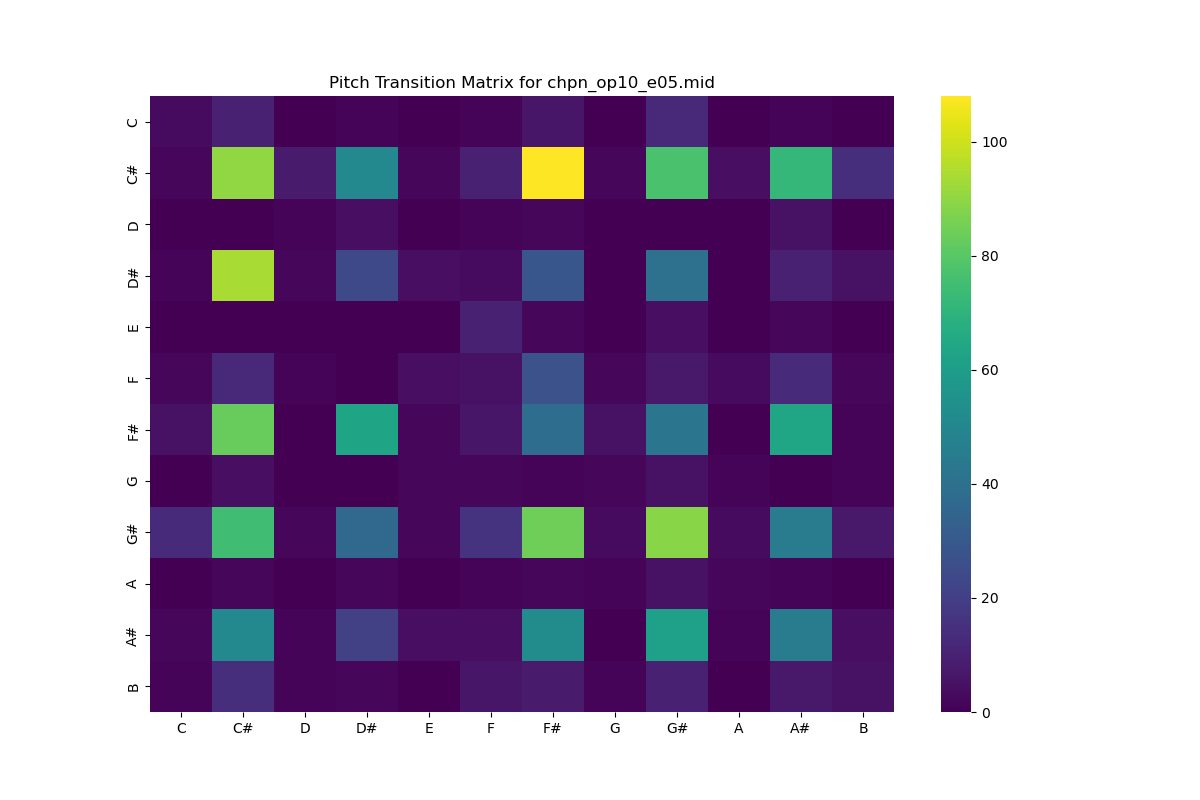 Pitch Transition Matrix for chpn_op10_e05.mid
C
C#
D
D#
E
F
F#
G
G#
A
A#
B
C C# D D# E F F# G G# A A# B
100
80
60
40
20
0